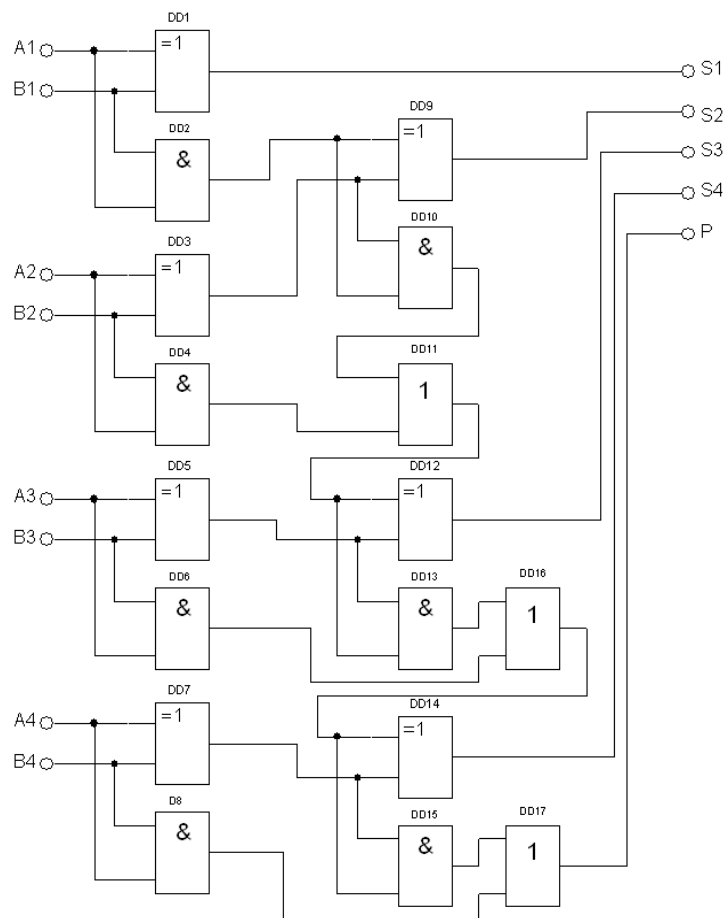 DD1
A1 =1 S1
B1
DD2 DD9 S2
& =1
S3
DD10 S4
DD3 & P
A2 =1
B2
DD4 DD11
& 1
DD5 DD12
A3 =1 =1
B3
DD6 DD13 DD16
& & 1
DD7 DD14
A4 =1 =1
B4
D8 DD15 DD17
& & 1